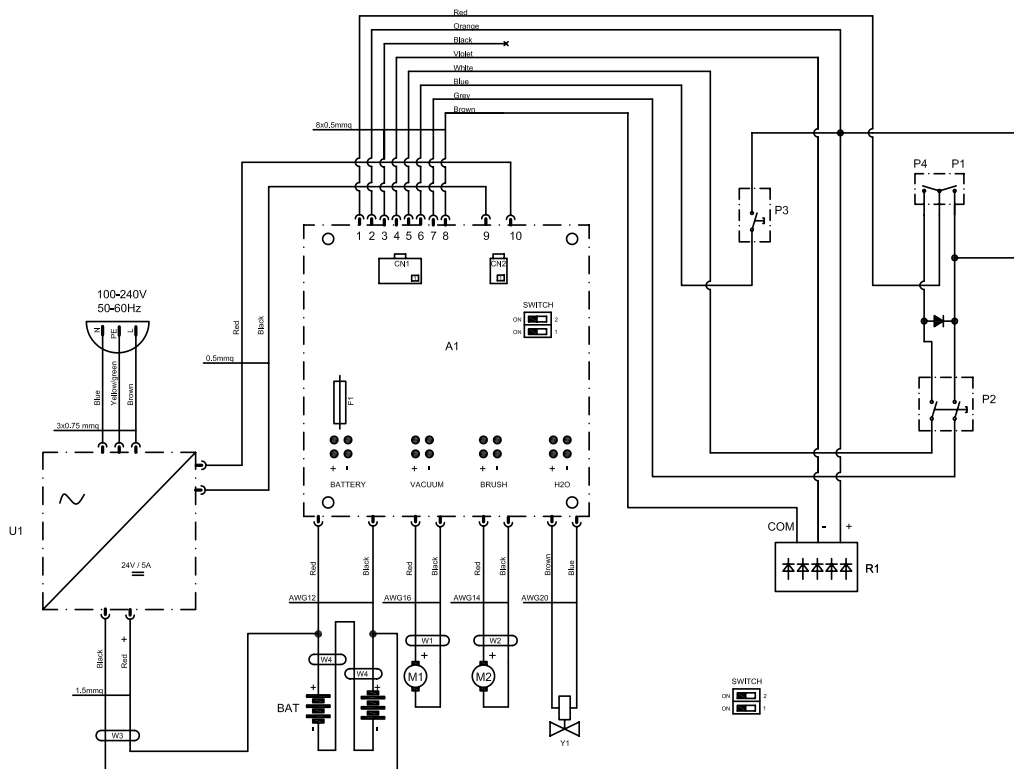 Red
Orange
Black
Violet
White
Blue
Grey
Brown
8x0.5mmq
P4 P1
P3
1 2 3 4 5 6 7 8 9 10
CN1 CN2
100-240V
50-60Hz
N PE L
Red
Black
SWITCH
ON 2
ON 1
A1
0.5mmq
Blue
Yellow/green
Brown
F1
P2
3x0.75 mmq
+ - + - + - + -
BATTERY VACUUM BRUSH H2O
U1
COM - +
24V / 5A
R1
Red
Black
Red
Black
Red
Black
Brown
Blue
AWG12 AWG16 AWG14 AWG20
+
Black
Red
W1 W2
W4
W4
+ +
M1 M2
SWITCH
ON 2
ON 1
1.5mmq
+ +
BAT
- -
W3
Y1